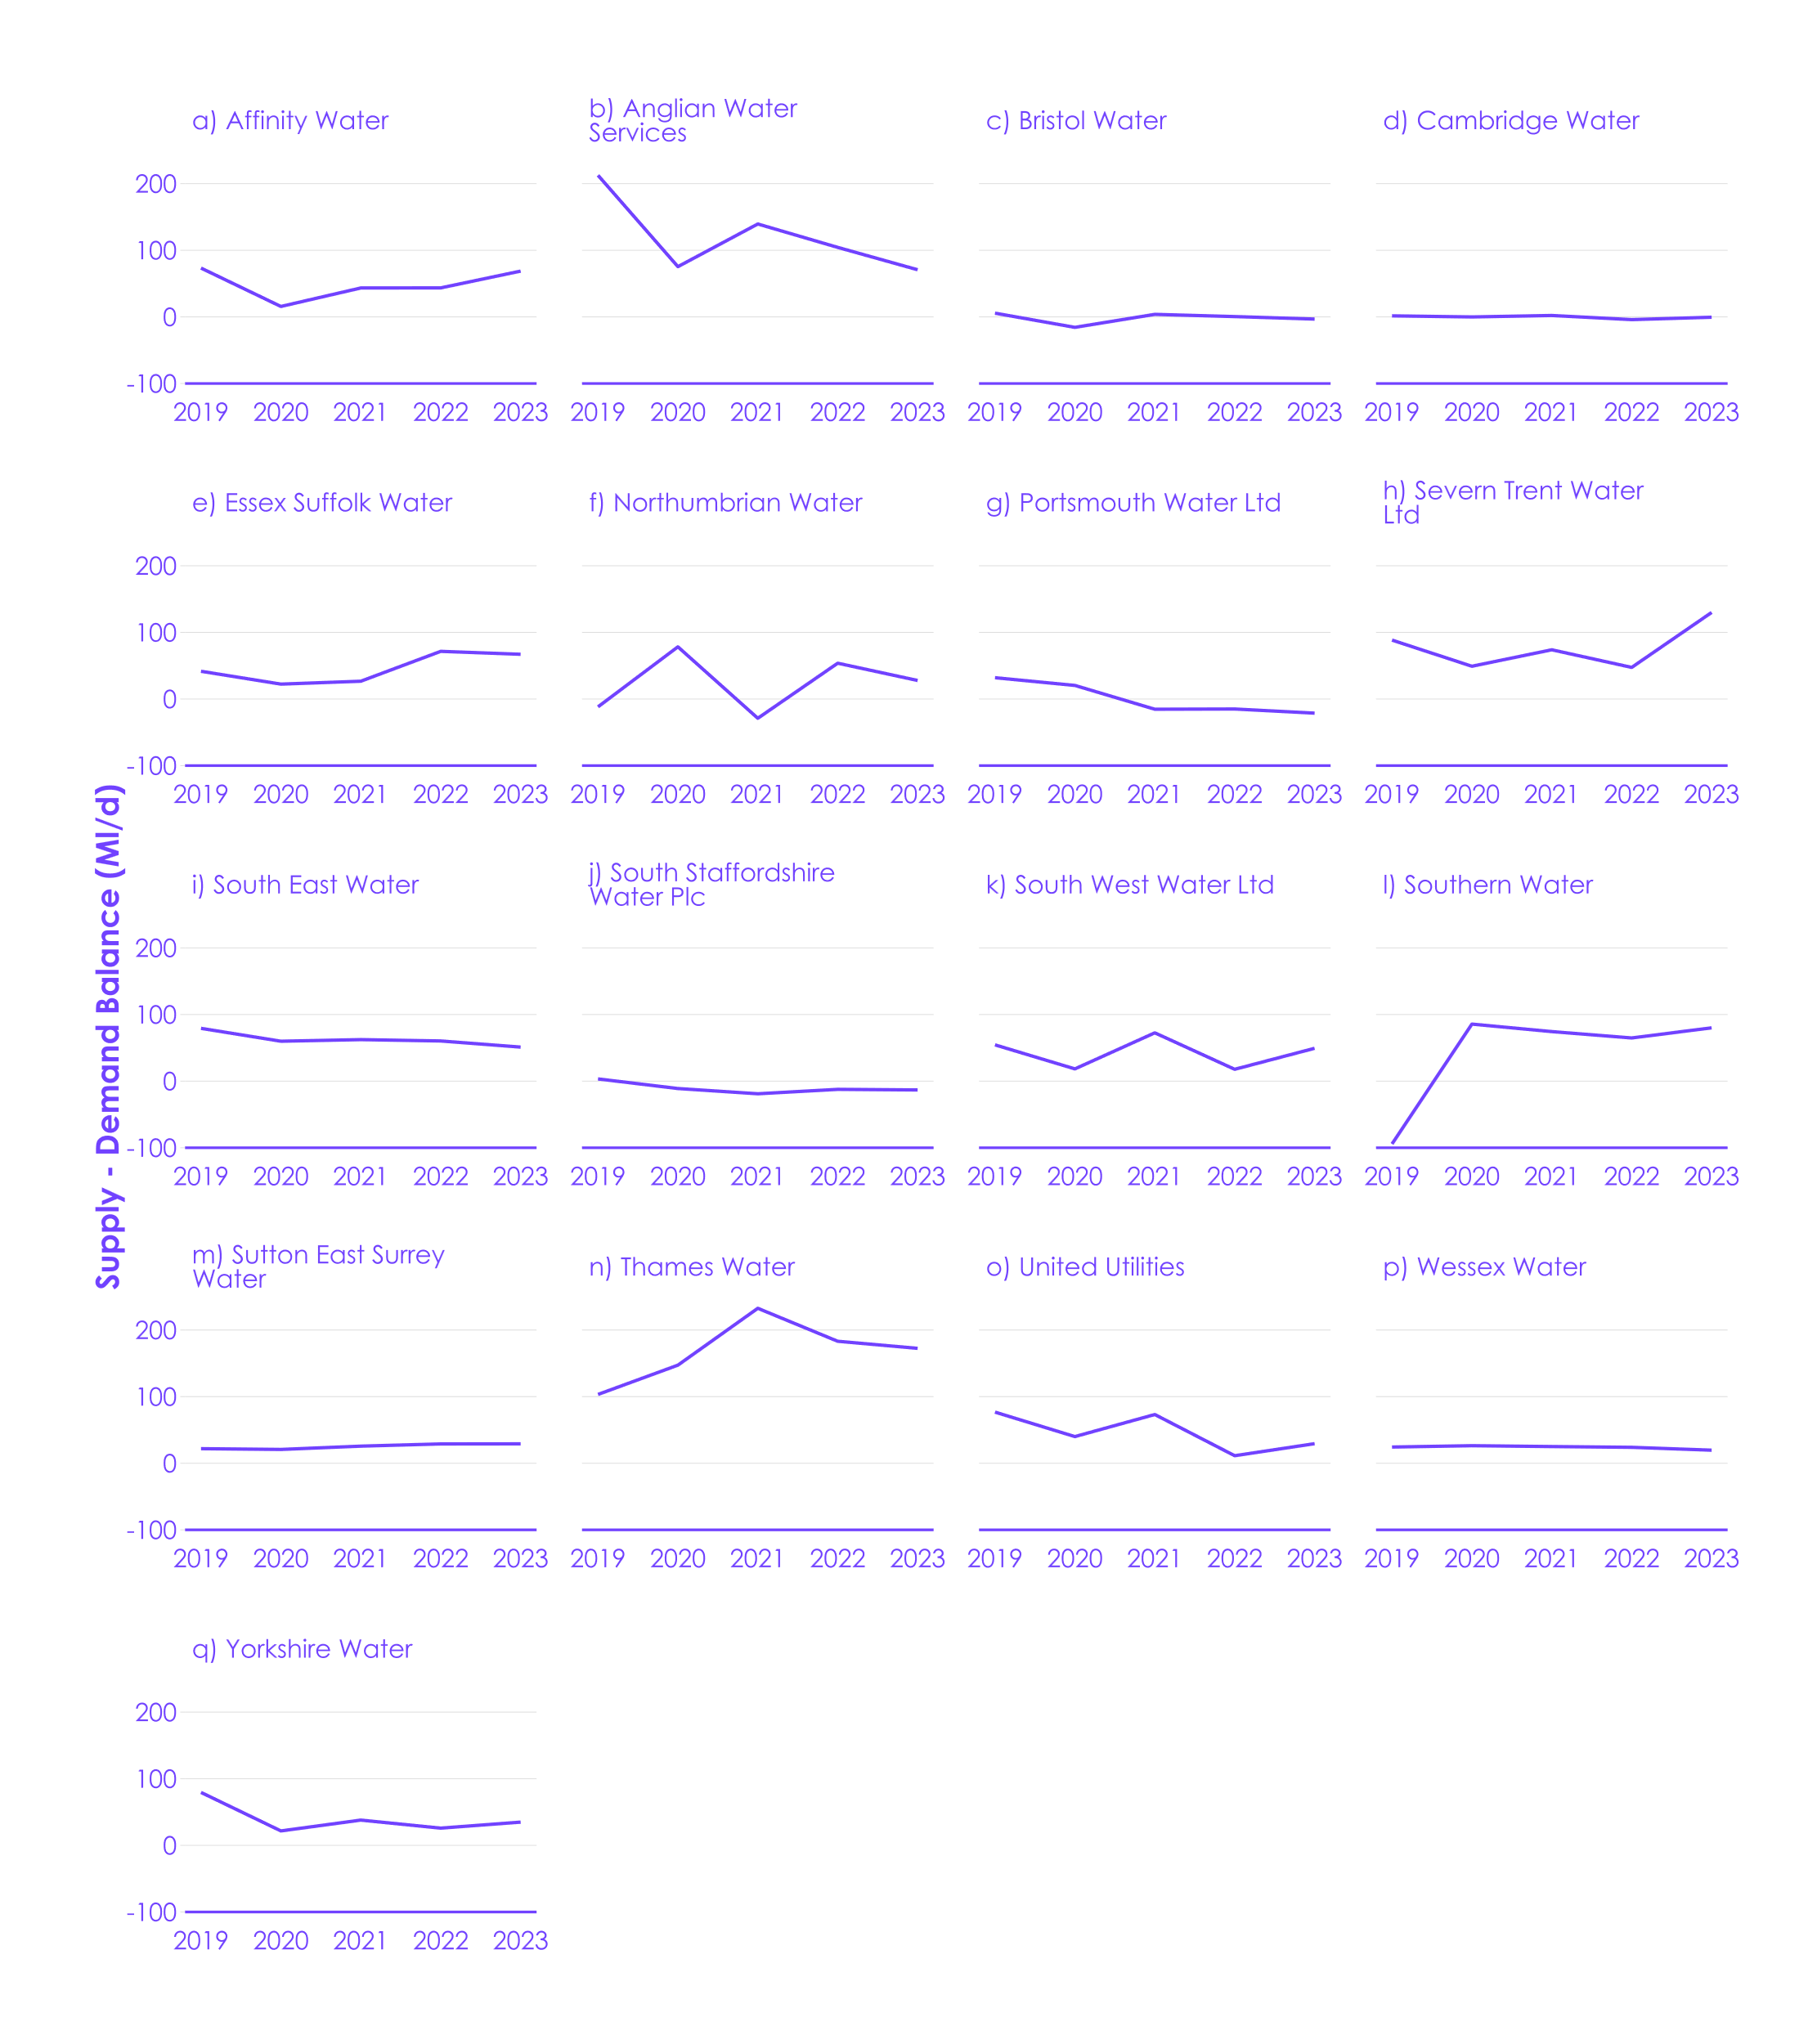 a) Affinity Water
b) Anglian Water
Services
c) Bristol Water
d) Cambridge Water
200
100
0
-100
2019 2020 2021 2022 2023
2019 2020 2021 2022 2023
2019 2020 2021 2022 2023
2019 2020 2021 2022 2023
e) Essex Suffolk Water
f) Northumbrian Water
g) Portsmouth Water Ltd
h) Severn Trent Water
Ltd
200
100
0
-100
2019 2020 2021 2022 2023
2019 2020 2021 2022 2023
2019 2020 2021 2022 2023
2019 2020 2021 2022 2023
Supply - Demand Balance (Ml/d)
i) South East Water
j) South Staffordshire
Water Plc
k) South West Water Ltd
l) Southern Water
200
100
0
-100
2019 2020 2021 2022 2023
2019 2020 2021 2022 2023
2019 2020 2021 2022 2023
2019 2020 2021 2022 2023
m) Sutton East Surrey
Water
n) Thames Water
o) United Utilities
p) Wessex Water
200
100
0
-100
2019 2020 2021 2022 2023
2019 2020 2021 2022 2023
2019 2020 2021 2022 2023
2019 2020 2021 2022 2023
q) Yorkshire Water
200
100
0
-100
2019 2020 2021 2022 2023